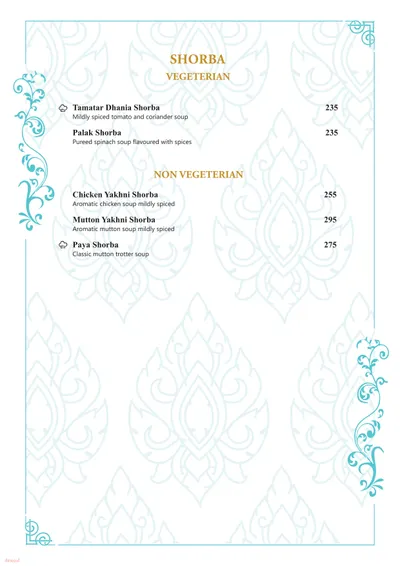 SHORBA
VEGETERIAN
Tamatar Dhania Shorba 235
Mildly spiced tomato and coriander soup
Palak Shorba 235
Pureed spinach soup flavoured with spices
NON VEGETERIAN
Chicken Yakhni Shorba 255
Aromatic chicken soup mildly spiced
Mutton Yakhni Shorba 295
Aromatic mutton soup mildly spiced
Paya Shorba 275
Classic mutton trotter soup